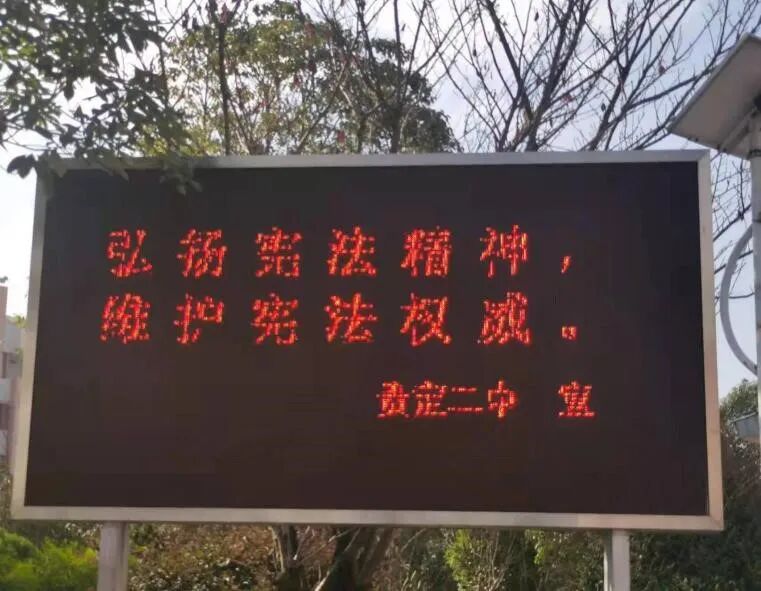 弘扬宪法精神，
维护宪法权威。
贵定二中 宣